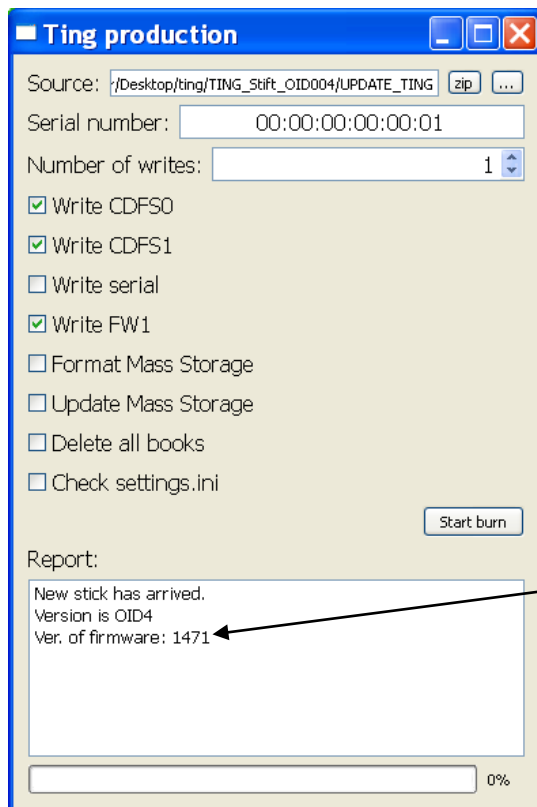 Ting production
Source: r/Desktop/ting/TING_Stift_OID004/UPDATE_TING zip ...
Serial number: 00:00:00:00:00:01
Number of writes: 1
Write CDFS0
Write CDFS1
Write serial
Write FW1
Format Mass Storage
Update Mass Storage
Delete all books
Check settings.ini
Start burn
Report:
New stick has arrived.
Version is OID4
Ver. of firmware: 1471
0%